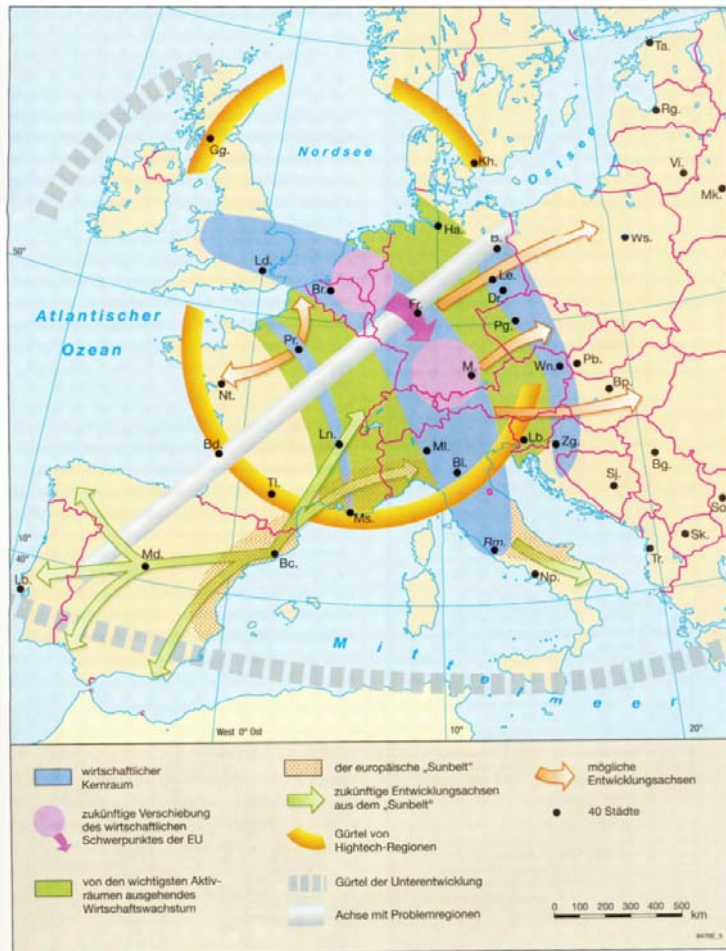 Ta.
Rg.
Gg.
Nordsee
Kh.
Ostsee
Vi.
Mk.
50°
Ha.
B.
Ws.
Ld.
Br.
Le.
Dr.
Fr.
Pg.
Atlantischer
Ozean
Pr.
M.
Wn.
Pb.
Bp.
Nt.
Bd.
Ln.
Ml.
Bl.
Lb.
Zg.
Tl.
Ms.
Sj.
Bg.
So.
10°
40°
Rm.
Np.
Tr.
Sk.
Lb.
Md.
Bc.
Mittelmeer
West 0° Ost
10°
20°
wirtschaftlicher
Kernraum
zukünftige Verschiebung
des wirtschaftlichen
Schwerpunktes der EU
von den wichtigsten Aktiv-
räumen ausgehendes
Wirtschaftswachstum
der europäische „Sunbelt"
zukünftige Entwicklungsachsen
aus dem „Sunbelt"
Gürtel von
Hightech-Regionen
Gürtel der Unterentwicklung
Achse mit Problemregionen
mögliche
Entwicklungsachsen
40 Städte
0 100 200 300 400 500
km